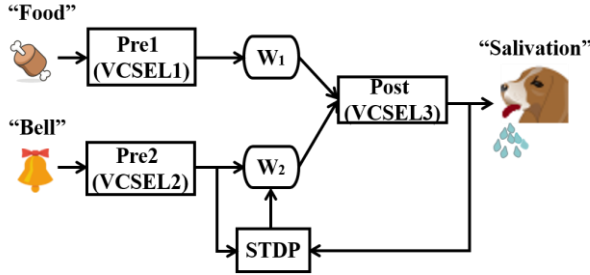 “Food”
Pre1
(VCSEL1)
W₁
“Salivation”
Post
(VCSEL3)
“Bell”
Pre2
(VCSEL2)
W₂
STDP